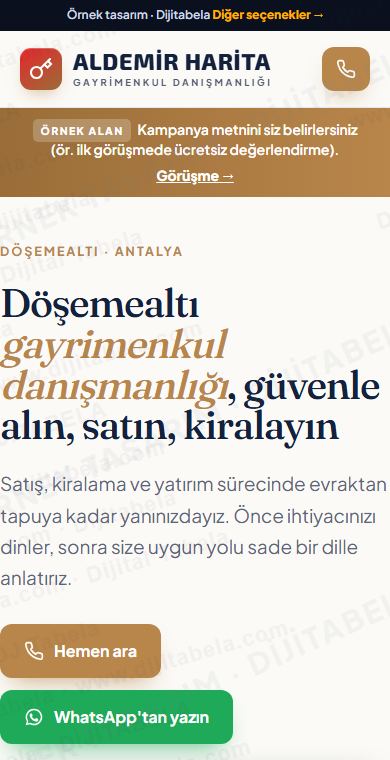 Örnek tasarım · Dijitabela Diğer seçenekler →
ALDEMİR HARİTA
GAYRİMENKUL DANIŞMANLIĞI
ÖRNEK ALAN Kampanya metnini siz belirlersiniz
(ör. ilk görüşmede ücretsiz değerlendirme).
Görüşme →
DÖŞEMEALTI · ANTALYA
Döşemealtı
gayrimenkul
danışmanlığı, güvenle
alın, satın, kiralayın
Satış, kiralama ve yatırım sürecinde evraktan
tapuya kadar yanınızdayız. Önce ihtiyacınızı
dinler, sonra size uygun yolu sade bir dille
anlatırız.
Hemen ara
WhatsApp'tan yazın